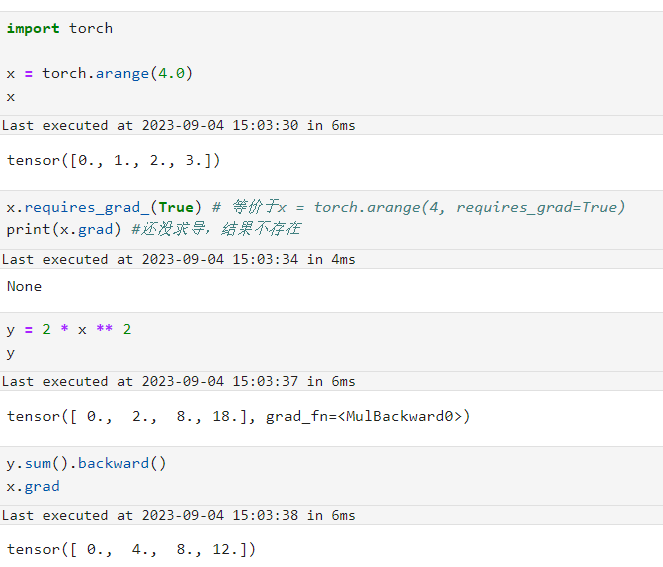 import torch
x = torch.arange(4.0)
x
Last executed at 2023-09-04 15:03:30 in 6ms
tensor([0., 1., 2., 3.])
x.requires_grad_(True) # 等价于x = torch.arange(4, requires_grad=True)
print(x.grad) #还没求导，结果不存在
Last executed at 2023-09-04 15:03:34 in 4ms
None
y = 2 * x ** 2
y
Last executed at 2023-09-04 15:03:37 in 6ms
tensor([ 0.,  2.,  8., 18.], grad_fn=<MulBackward0>)
y.sum().backward()
x.grad
Last executed at 2023-09-04 15:03:38 in 6ms
tensor([ 0.,  4.,  8., 12.])